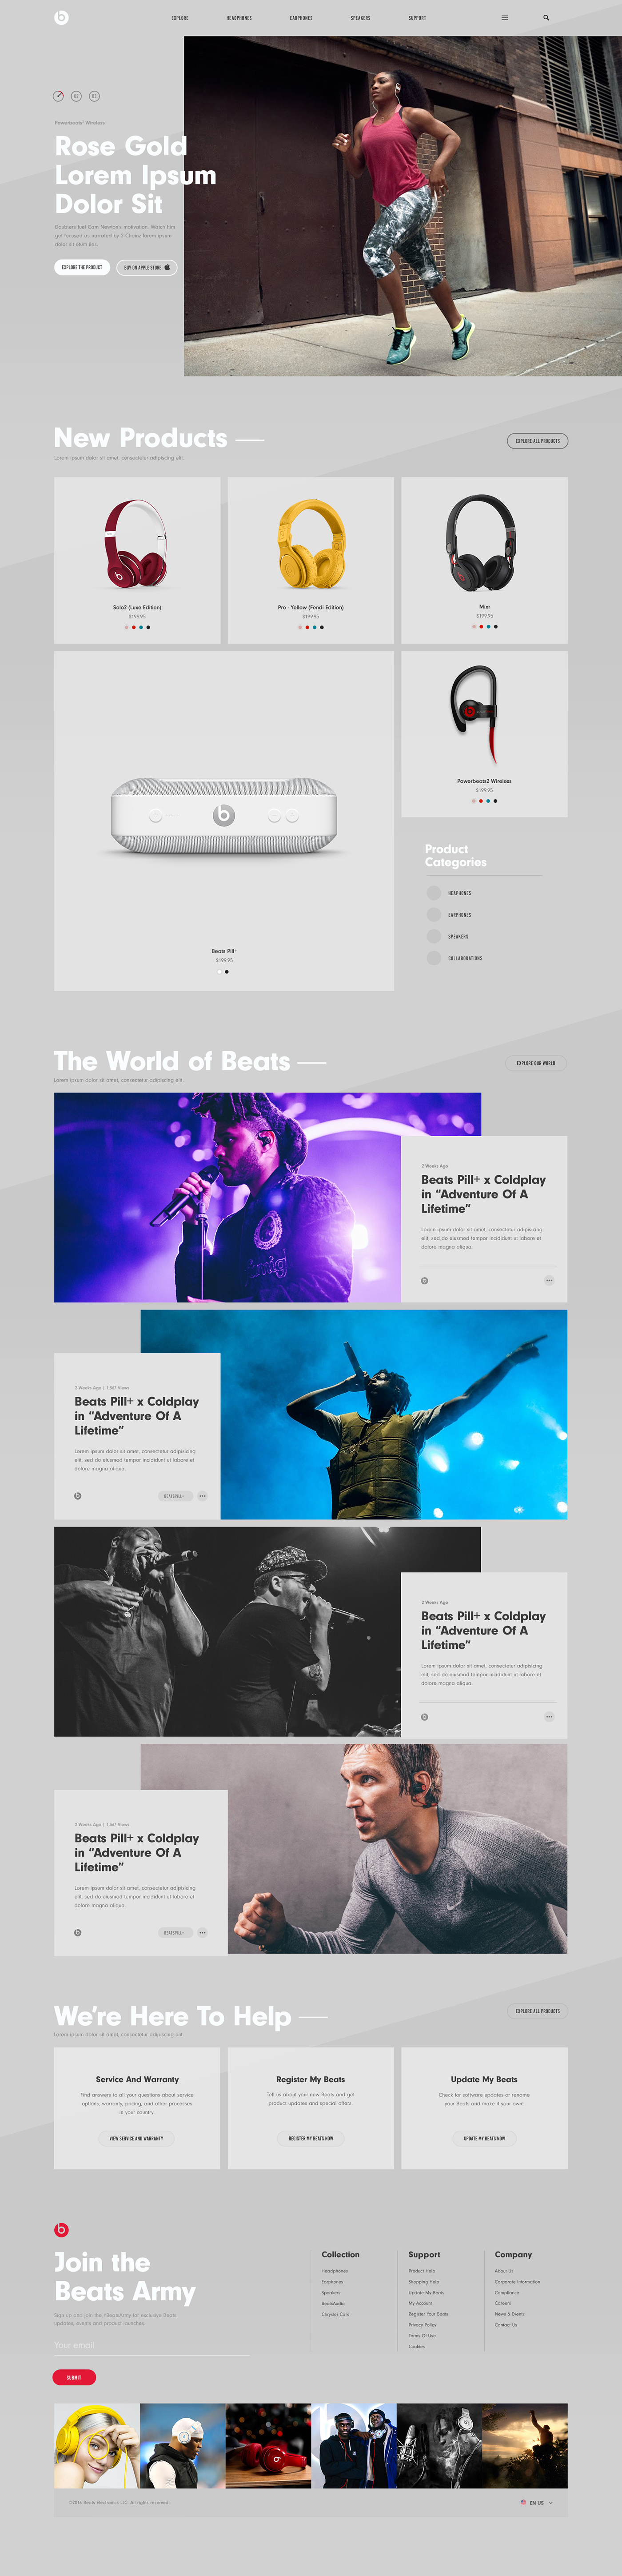 b
EXPLORE
HEADPHONES
EARPHONES
SPEAKERS
SUPPORT
02
03
Powerbeats² Wireless
Rose Gold
Lorem Ipsum
Dolor Sit
Doubters fuel Cam Newton's motivation. Watch him
get focused as narrated by 2 Chainz lorem ipsum
dolor sit atum dies.
EXPLORE THE PRODUCT
BUY ON APPLE STORE
New Products
Lorem ipsum dolor sit amet, consectetur adipiscing elit.
EXPLORE ALL PRODUCTS
Solo2 (Luxe Edition)
$199.95
Pro - Yellow (Fendi Edition)
$199.95
Mixr
$199.95
Beats Pill+
$199.95
Powerbeats2 Wireless
$199.95
Product
Categories
HEAPHONES
EARPHONES
SPEAKERS
COLLABORATIONS
The World of Beats
Lorem ipsum dolor sit amet, consectetur adipiscing elit.
EXPLORE OUR WORLD
2 Weeks Ago
Beats Pill+ x Coldplay
in “Adventure Of A
Lifetime”
Lorem ipsum dolor sit amet, consectetur adipisicing
elit, sed do eiusmod tempor incididunt ut labore et
dolore magna aliqua.
2 Weeks Ago | 1,567 Views
Beats Pill+ x Coldplay
in “Adventure Of A
Lifetime”
Lorem ipsum dolor sit amet, consectetur adipisicing
elit, sed do eiusmod tempor incididunt ut labore et
dolore magna aliqua.
BEATSPILL+
2 Weeks Ago
Beats Pill+ x Coldplay
in “Adventure Of A
Lifetime”
Lorem ipsum dolor sit amet, consectetur adipisicing
elit, sed do eiusmod tempor incididunt ut labore et
dolore magna aliqua.
2 Weeks Ago | 1,567 Views
Beats Pill+ x Coldplay
in “Adventure Of A
Lifetime”
Lorem ipsum dolor sit amet, consectetur adipisicing
elit, sed do eiusmod tempor incididunt ut labore et
dolore magna aliqua.
BEATSPILL+
We’re Here To Help
Lorem ipsum dolor sit amet, consectetur adipiscing elit.
EXPLORE ALL PRODUCTS
Service And Warranty
Find answers to all your questions about service
options, warranty, pricing, and other processes
in your country.
VIEW SERVICE AND WARRANTY
Register My Beats
Tell us about your new Beats and get
product updates and special offers.
REGISTER MY BEATS NOW
Update My Beats
Check for software updates or rename
your Beats and make it your own!
UPDATE MY BEATS NOW
Join the
Beats Army
Sign up and join the #BeatsArmy for exclusive Beats
updates, events and product launches.
Your email
SUBMIT
Collection
Headphones
Earphones
Speakers
BeatsAudio
Chrysler Cars
Support
Product Help
Shopping Help
Update My Beats
My Account
Register Your Beats
Privacy Policy
Terms Of Use
Cookies
Company
About Us
Corporate Information
Compliance
Careers
News & Events
Contact Us
©2016 Beats Electronics LLC. All rights reserved.
EN US